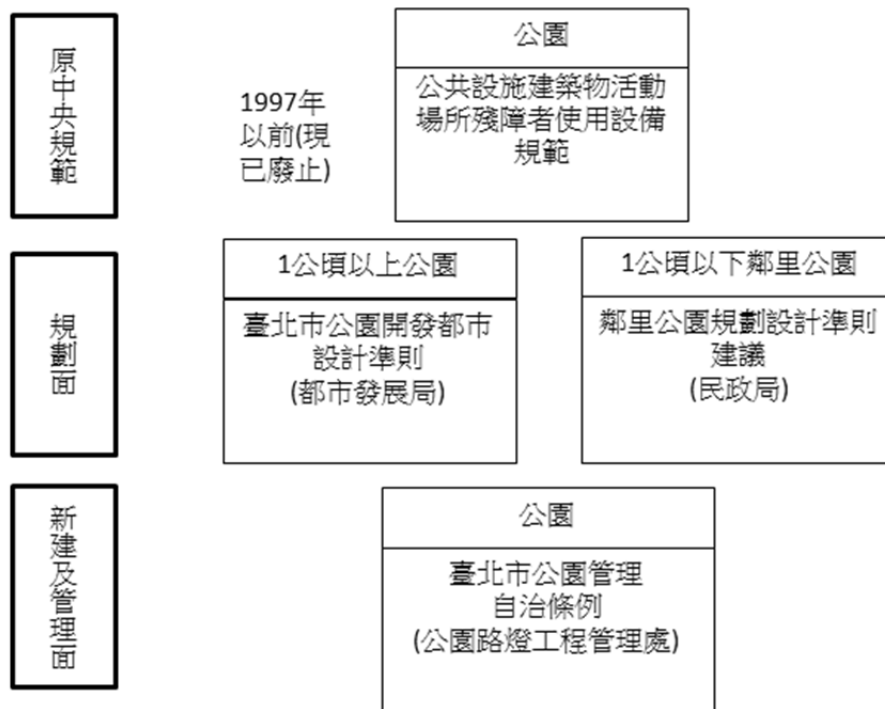 原中央規範
1997年
以前(現
已廢止)
公園
公共設施建築物活動
場所殘障者使用設備
規範
規劃面
1公頃以上公園
臺北市公園開發都市
設計準則
(都市發展局)
1公頃以下鄰里公園
鄰里公園規劃設計準則
建議
(民政局)
新建及管理面
公園
臺北市公園管理
自治條例
(公園路燈工程管理處)